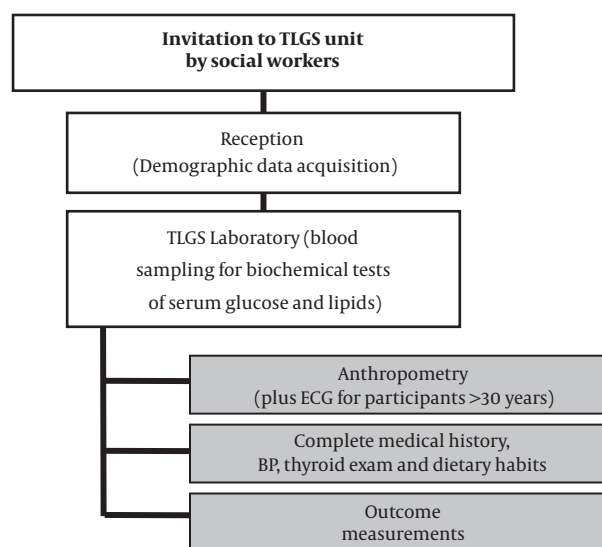 Invitation to TLGS unit
by social workers
Reception
(Demographic data acquisition)
TLGS Laboratory (blood
sampling for biochemical tests
of serum glucose and lipids)
Anthropometry
(plus ECG for participants >30 years)
Complete medical history,
BP, thyroid exam and dietary habits
Outcome
measurements